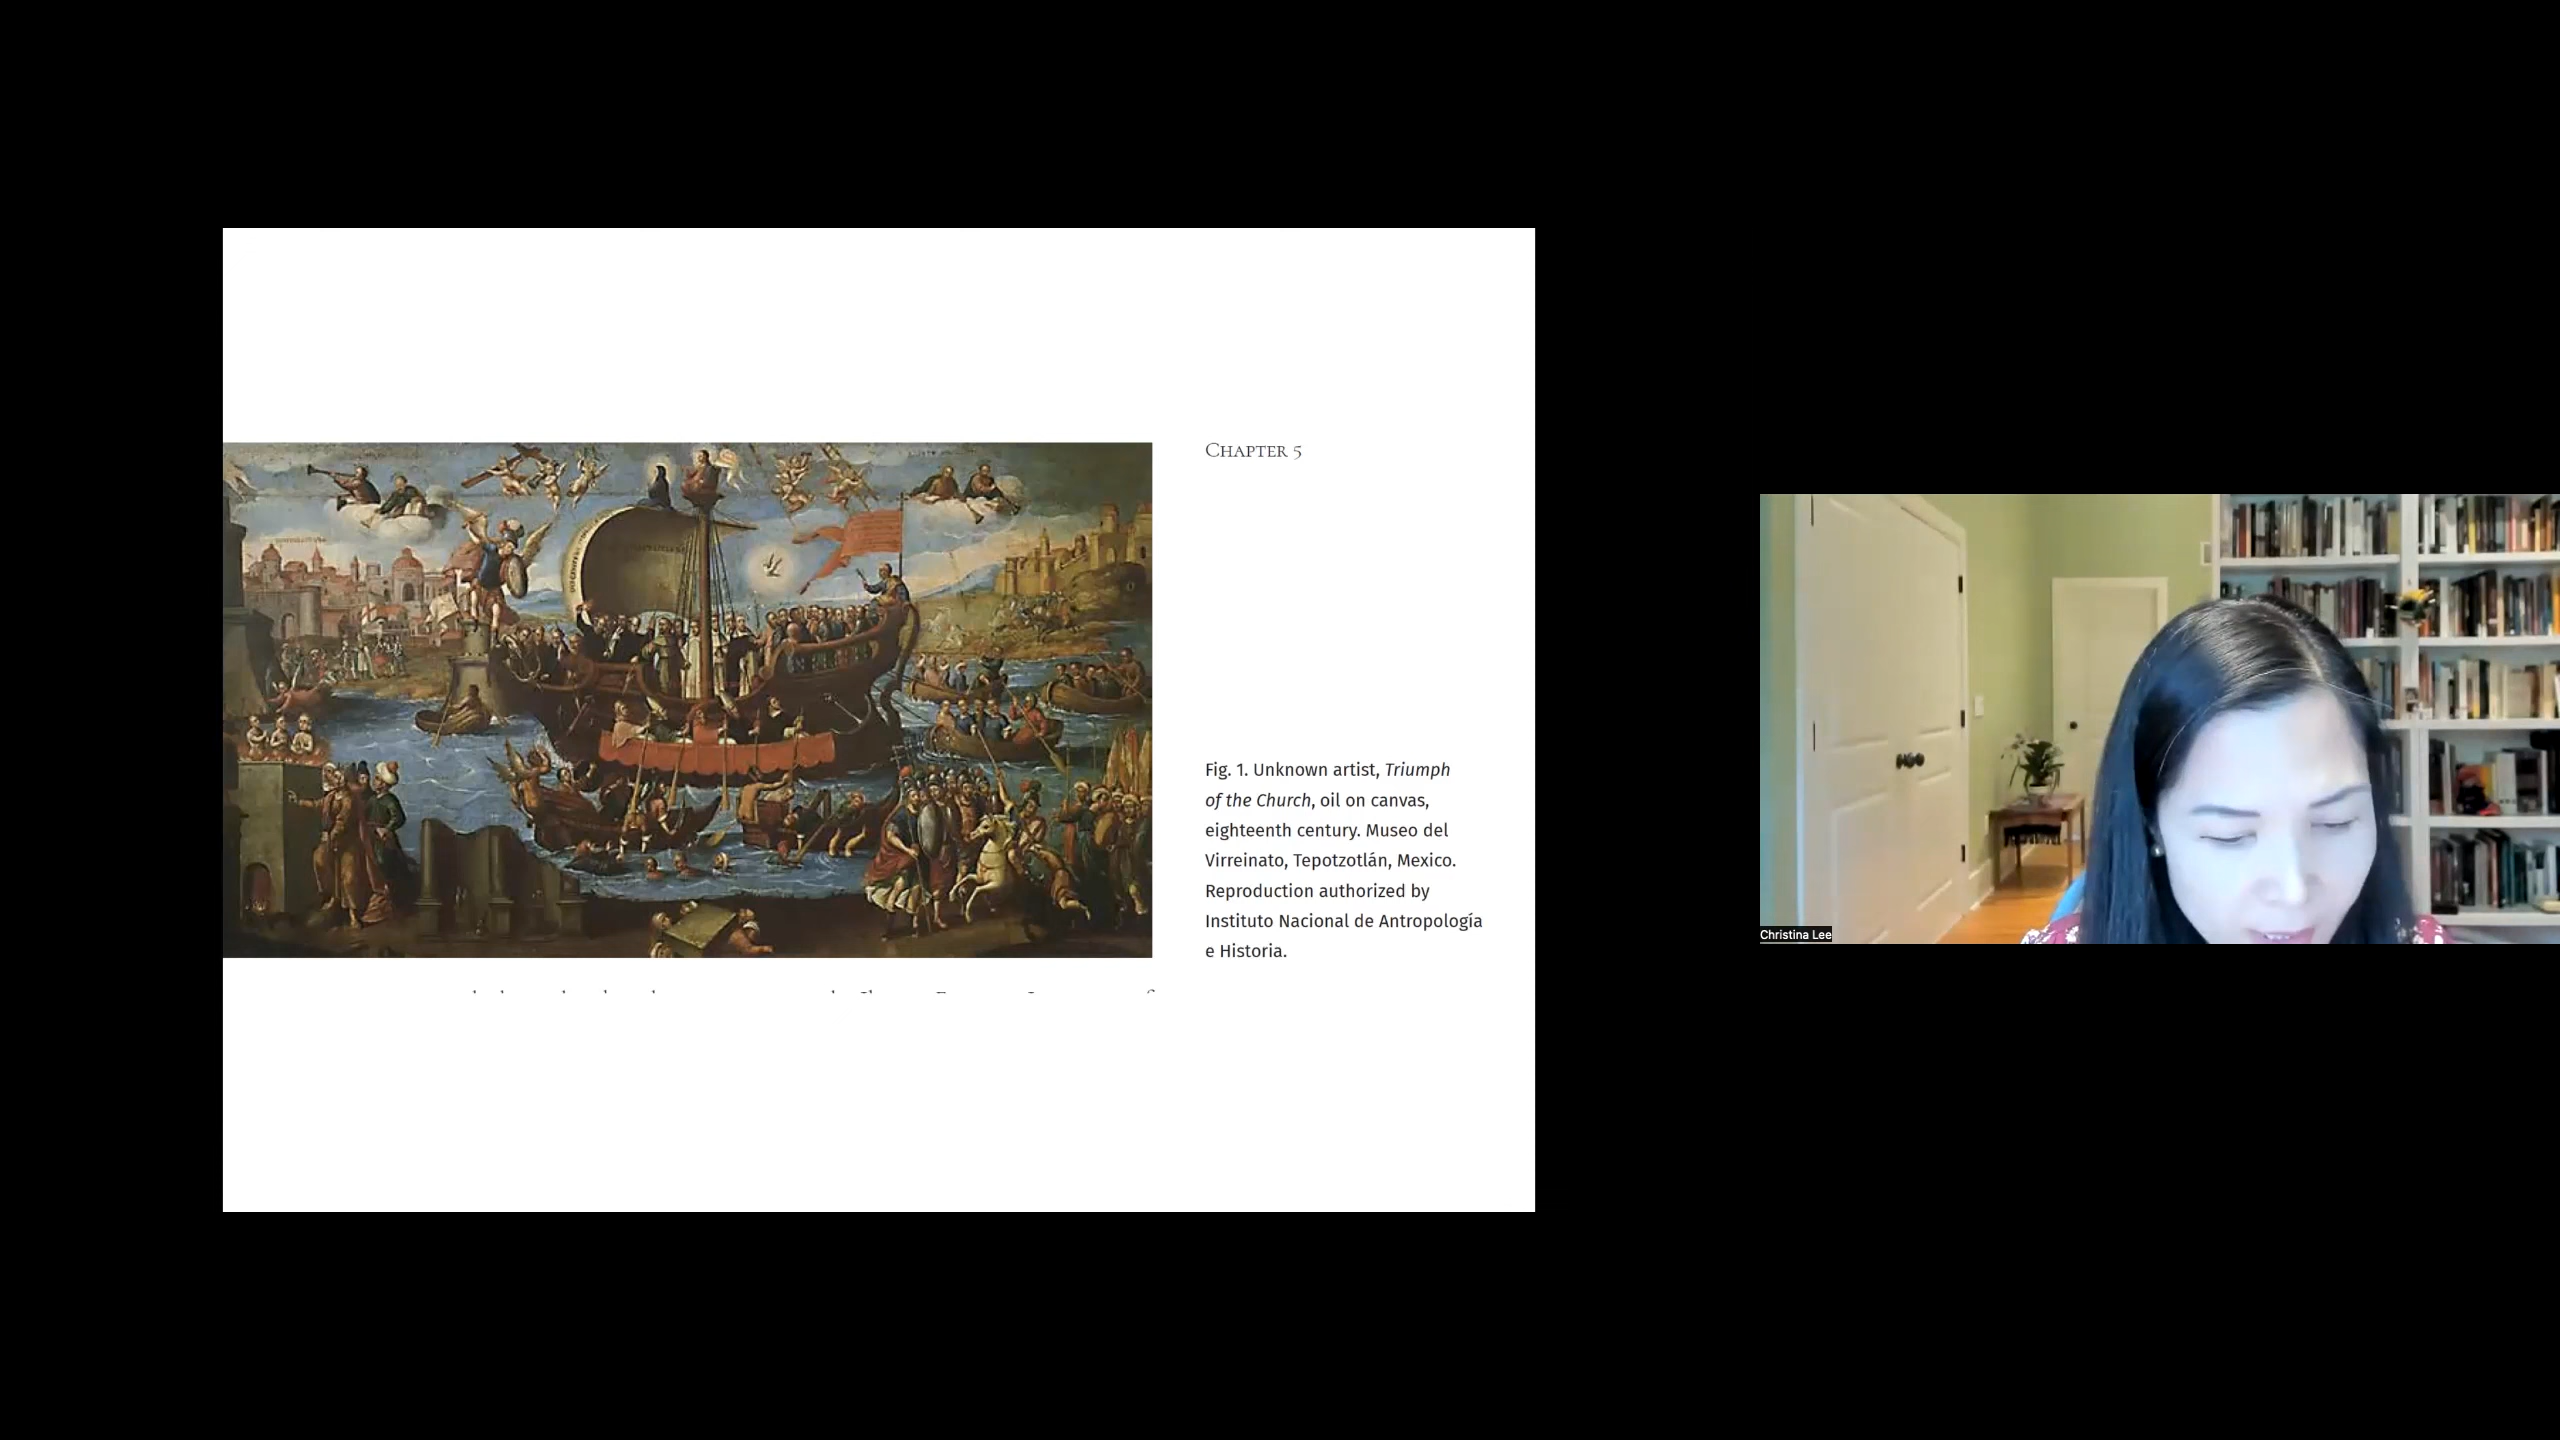 Chapter 5
Fig. 1. Unknown artist, Triumph
of the Church, oil on canvas,
eighteenth century. Museo del
Virreinato, Tepotzotlán, Mexico.
Reproduction authorized by
Instituto Nacional de Antropología
e Historia.
Christina Lee